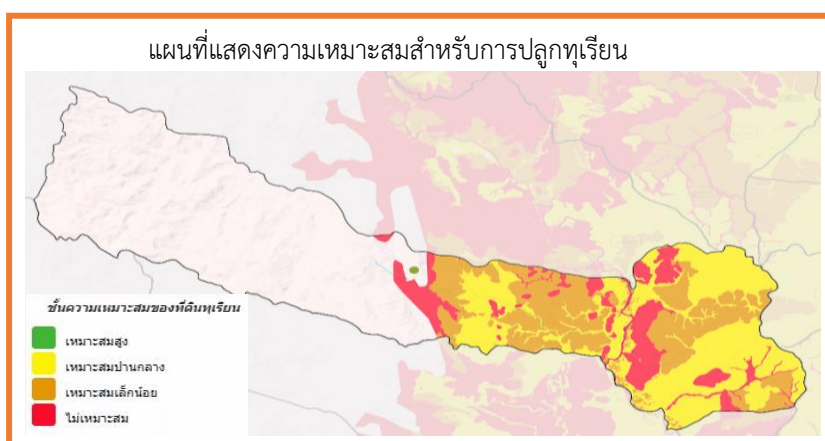 แผนที่แสดงความเหมาะสมสำหรับการปลูกทุเรียน
ชั้นความเหมาะสมของที่ดินทุเรียน
เหมาะสมสูง
เหมาะสมปานกลาง
เหมาะสมเล็กน้อย
ไม่เหมาะสม